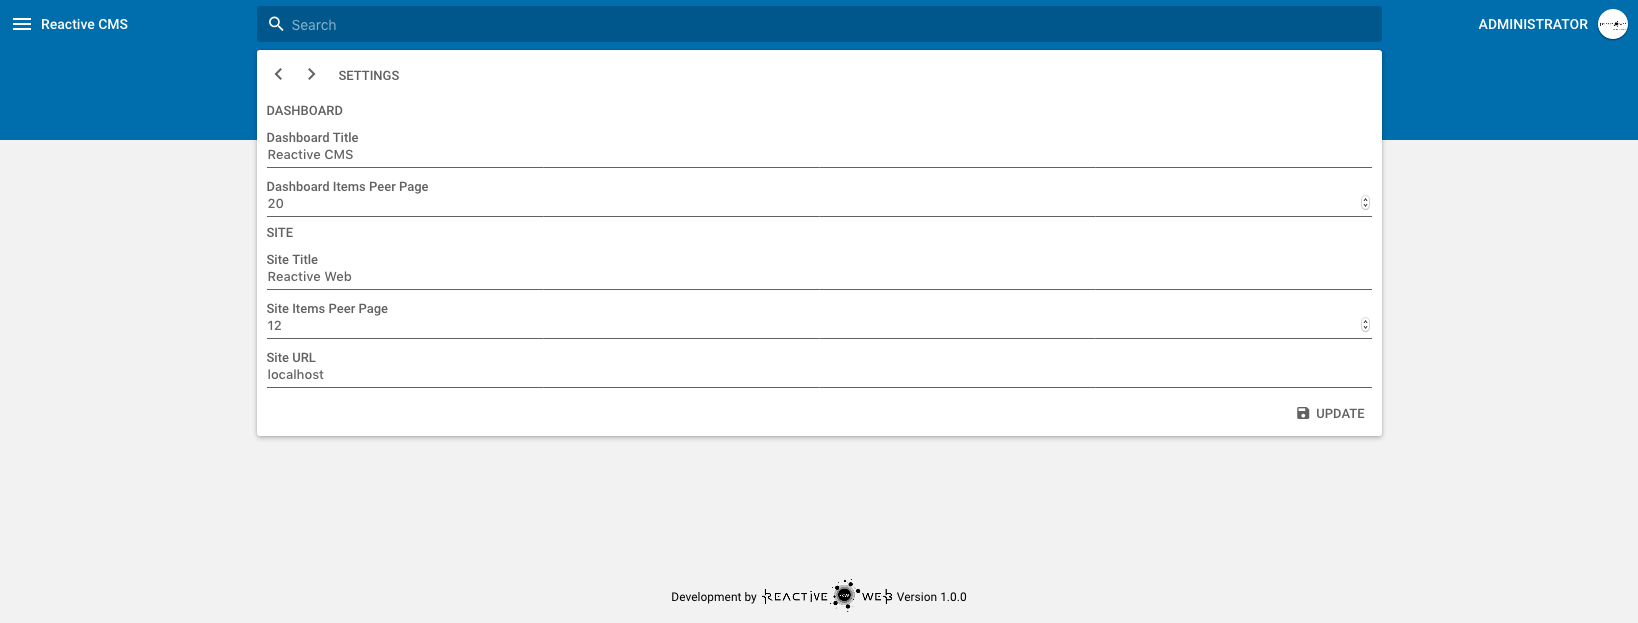 Reactive CMS
Search
ADMINISTRATOR
SETTINGS
DASHBOARD
Dashboard Title
Reactive CMS
Dashboard Items Peer Page
20
SITE
Site Title
Reactive Web
Site Items Peer Page
12
Site URL
localhost
UPDATE
Development by REACTIVE WEB Version 1.0.0